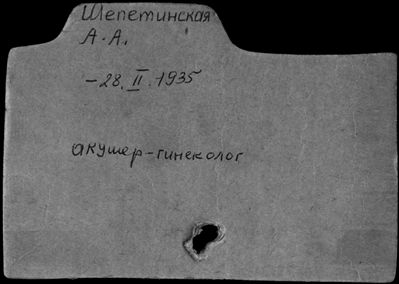 Шепетинская
А.А.
-28.II.1935
акушер-гинеколог